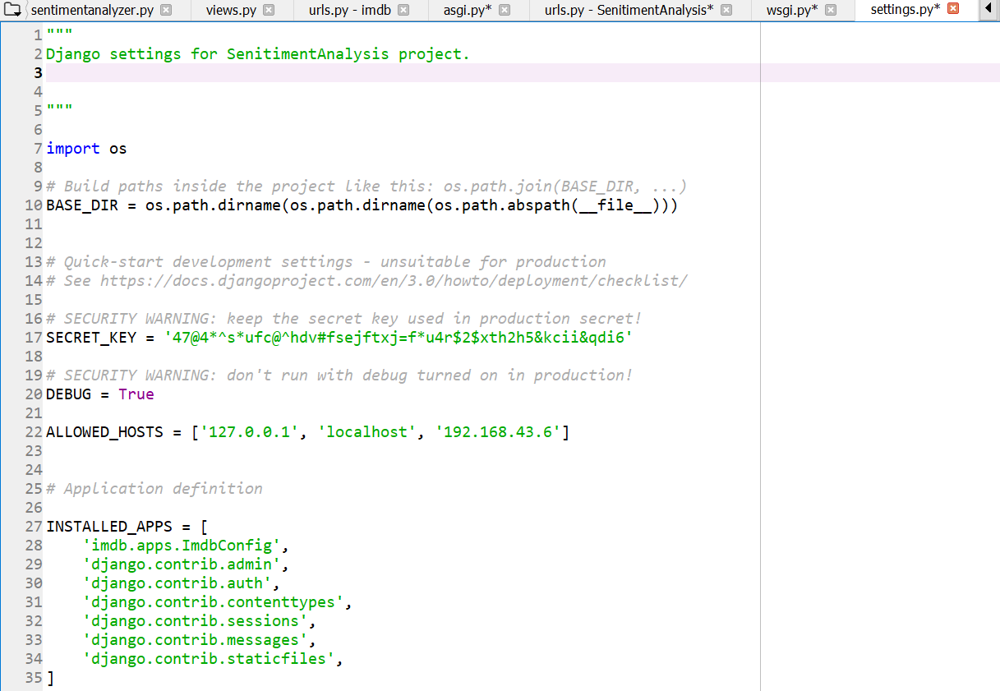 sentimentanalyzer.py views.py urls.py - imdb asgi.py* urls.py - SenitimentAnalysis* wsgi.py* settings.py*
1 """
2 Django settings for SenitimentAnalysis project.
3
4
5 """
6
7 import os
8
9 # Build paths inside the project like this: os.path.join(BASE_DIR, ...)
10 BASE_DIR = os.path.dirname(os.path.dirname(os.path.abspath(__file__)))
11
12
13 # Quick-start development settings - unsuitable for production
14 # See https://docs.djangoproject.com/en/3.0/howto/deployment/checklist/
15
16 # SECURITY WARNING: keep the secret key used in production secret!
17 SECRET_KEY = '47@4*^s*ufc@^hdv#fsejftxj=f*u4r$2$xth2h5&kcii&qdi6'
18
19 # SECURITY WARNING: don't run with debug turned on in production!
20 DEBUG = True
21
22 ALLOWED_HOSTS = ['127.0.0.1', 'localhost', '192.168.43.6']
23
24
25 # Application definition
26
27 INSTALLED_APPS = [
28     'imdb.apps.ImdbConfig',
29     'django.contrib.admin',
30     'django.contrib.auth',
31     'django.contrib.contenttypes',
32     'django.contrib.sessions',
33     'django.contrib.messages',
34     'django.contrib.staticfiles',
35 ]